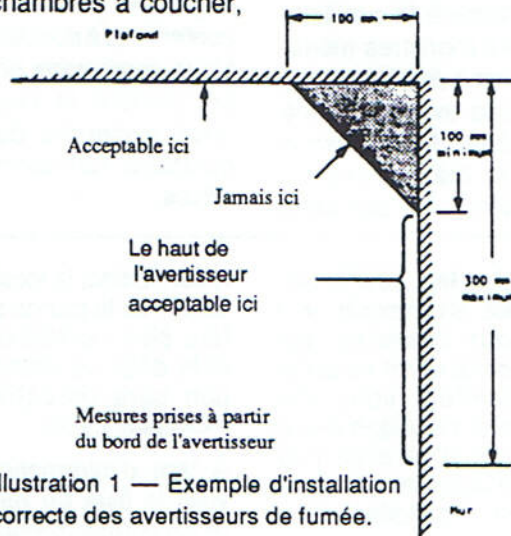 chambres à coucher,
100 mm
Plafond
Acceptable ici
100 mm
minimum
Jamais ici
Le haut de
l'avertisseur
acceptable ici
300 mm
maximum
Mesures prises à partir
du bord de l'avertisseur
Illustration 1 — Exemple d'installation
correcte des avertisseurs de fumée.
Mur